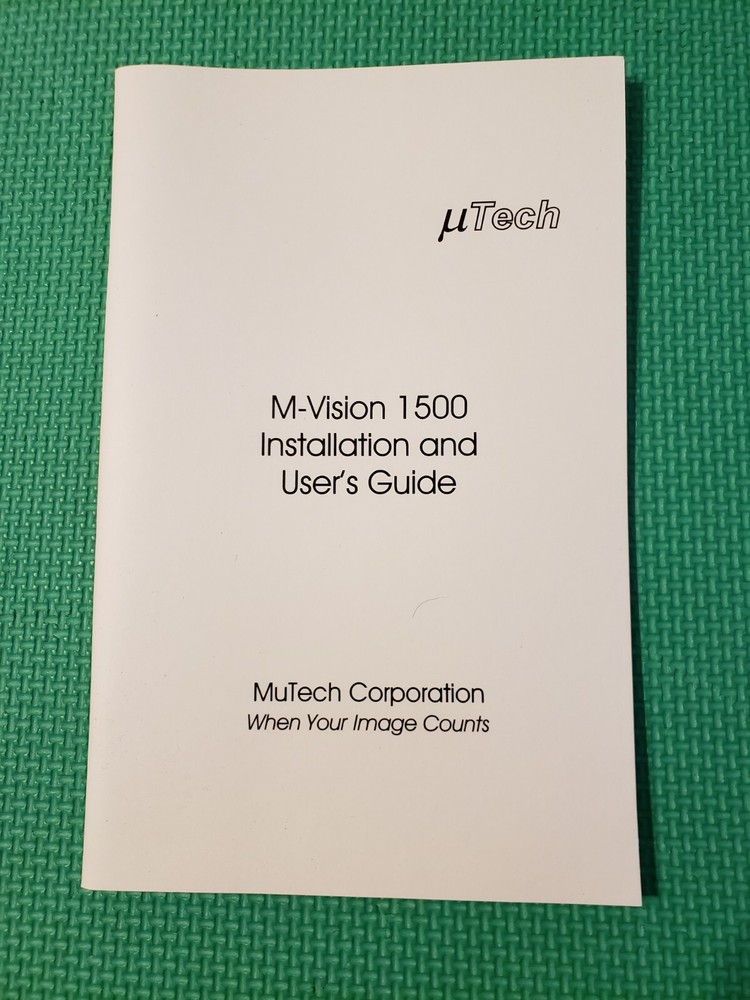 µTech
M-Vision 1500
Installation and
User's Guide
MuTech Corporation
When Your Image Counts